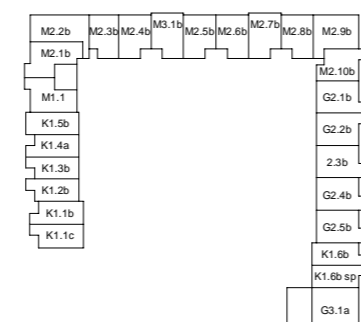 M2.2b
M2.3b
M2.4b
M3.1b
M2.5b
M2.6b
M2.7b
M2.8b
M2.9b
M2.1b
M2.10b
M1.1
G2.1b
K1.5b
G2.2b
K1.4a
2.3b
K1.3b
K1.2b
G2.4b
K1.1b
G2.5b
K1.1c
K1.6b
K1.6b sp
G3.1a